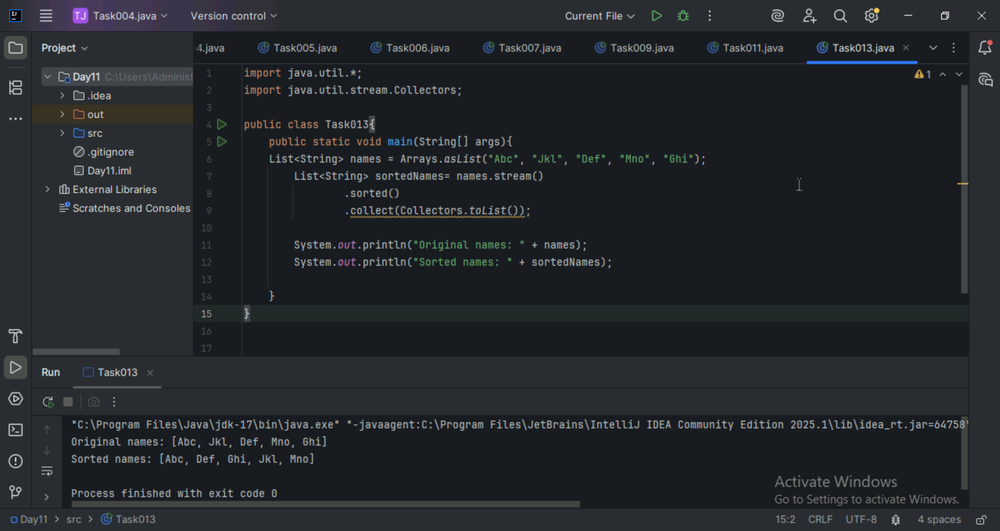 TJ Task004.java Version control Current File
Project
4.java Task005.java Task006.java Task007.java Task009.java Task011.java Task013.java
Day11 C:\Users\Administ
.idea
out
src
.gitignore
Day11.iml
External Libraries
Scratches and Consoles
1 import java.util.*;
2 import java.util.stream.Collectors;
3
4 public class Task013{
5     public static void main(String[] args){
6     List<String> names = Arrays.asList("Abc", "Jkl", "Def", "Mno", "Ghi");
7         List<String> sortedNames= names.stream()
8                 .sorted()
9                 .collect(Collectors.toList());
10
11         System.out.println("Original names: " + names);
12         System.out.println("Sorted names: " + sortedNames);
13
14     }
15 }
16
17
1
Run Task013
"C:\Program Files\Java\jdk-17\bin\java.exe" "-javaagent:C:\Program Files\JetBrains\IntelliJ IDEA Community Edition 2025.1\lib\idea_rt.jar=64758"
Original names: [Abc, Jkl, Def, Mno, Ghi]
Sorted names: [Abc, Def, Ghi, Jkl, Mno]
Process finished with exit code 0
Activate Windows
Go to Settings to activate Windows.
Day11 > src > Task013 15:2 CRLF UTF-8 4 spaces